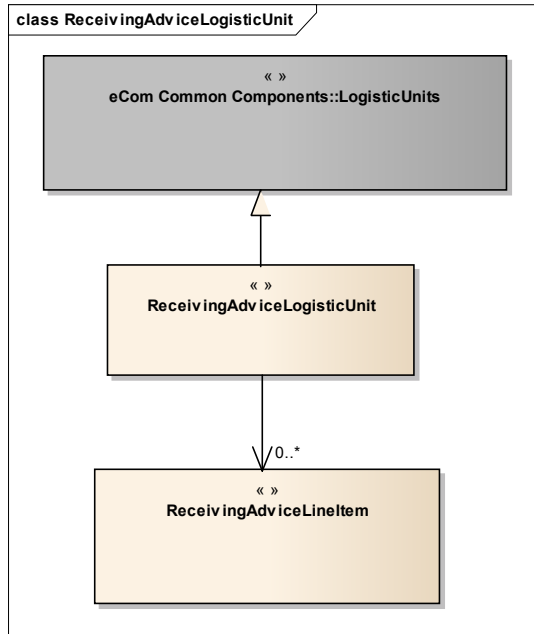 class ReceivingAdviceLogisticUnit
« »
eCom Common Components::LogisticUnits
« »
ReceivingAdviceLogisticUnit
0..*
« »
ReceivingAdviceLineItem